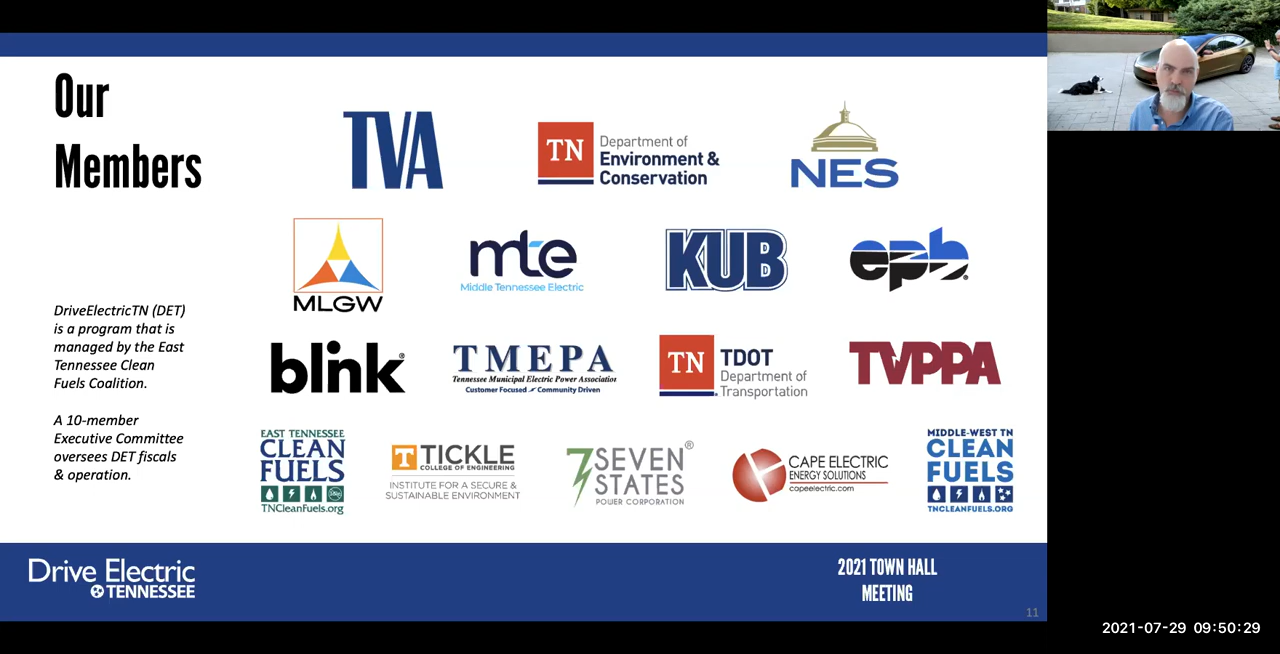 Our
Members
DriveElectricTN (DET)
is a program that is
managed by the East
Tennessee Clean
Fuels Coalition.
A 10-member
Executive Committee
oversees DET fiscals
& operation.
TVA
TN
Department of
Environment &
Conservation
NES
MLGW
mte
Middle Tennessee Electric
KUB
epb®
blink®
TMEPA
Tennessee Municipal Electric Power Association
Customer Focused Community Driven
TN
TDOT
Department of
Transportation
TVPPA
EAST TENNESSEE
CLEAN
FUELS
TNCleanFuels.org
T TICKLE
COLLEGE OF ENGINEERING
INSTITUTE FOR A SECURE &
SUSTAINABLE ENVIRONMENT
7 SEVEN
STATES®
POWER CORPORATION
CAPE ELECTRIC
ENERGY SOLUTIONS
capeelectric.com
MIDDLE-WEST TN
CLEAN
FUELS
TNCLEANFUELS.ORG
Drive Electric
TENNESSEE
2021 TOWN HALL
MEETING
11
2021-07-29 09:50:29